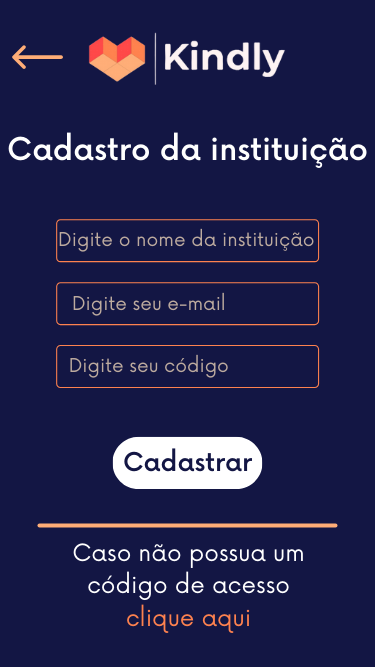 Kindly
Cadastro da instituição
Digite o nome da instituição
Digite seu e-mail
Digite seu código
Cadastrar
Caso não possua um
código de acesso
clique aqui